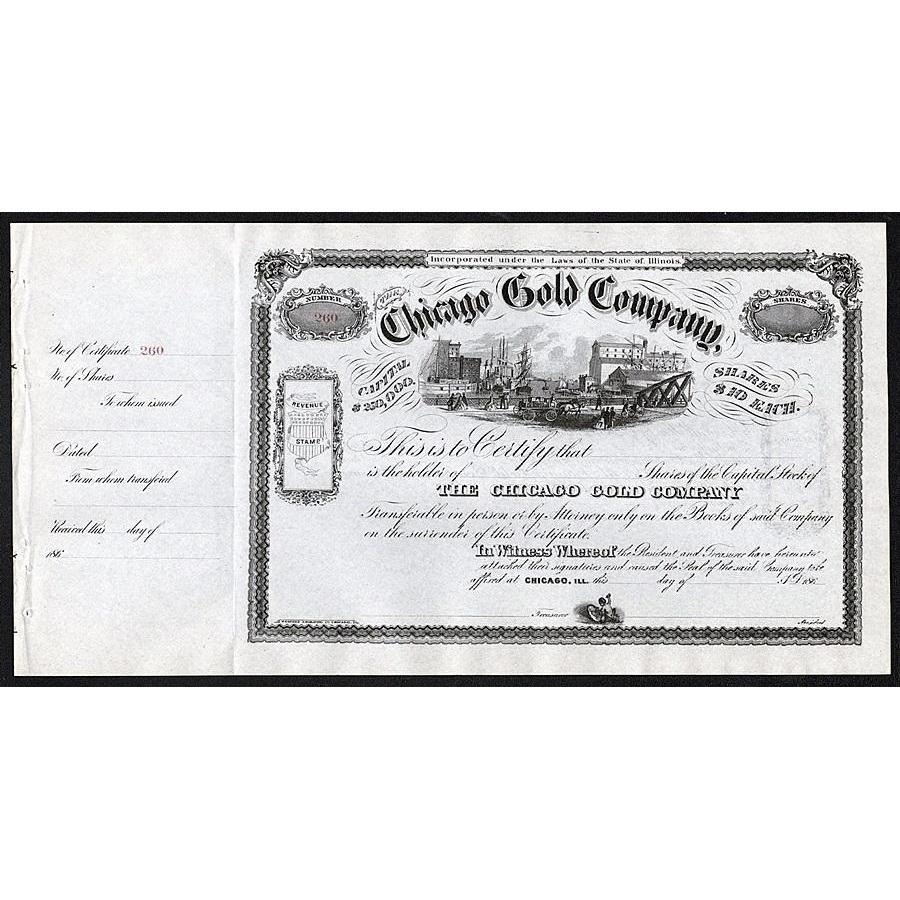 Incorporated under the Laws of the State of Illinois.
NUMBER
260
SHARES
THE
Chicago Gold Company,
CAPITAL
$250,000.
SHARES
$10 EACH.
No of Certificate 260
No. of Shares
To whom issued
Dated
From whom transferred
Received this day of
186
REVENUE
STAMP
This is to Certify that
is the holder of Shares of the Capital Stock of
THE CHICAGO GOLD COMPANY
Transferable in person or by Attorney only on the Books of said Company
on the surrender of this Certificate.
In Witness Whereof the President and Treasurer have hereunto
attached their signatures and caused the Seal of the said Company to be
affixed at CHICAGO, ILL. this day of A.D. 186
Treasurer
President